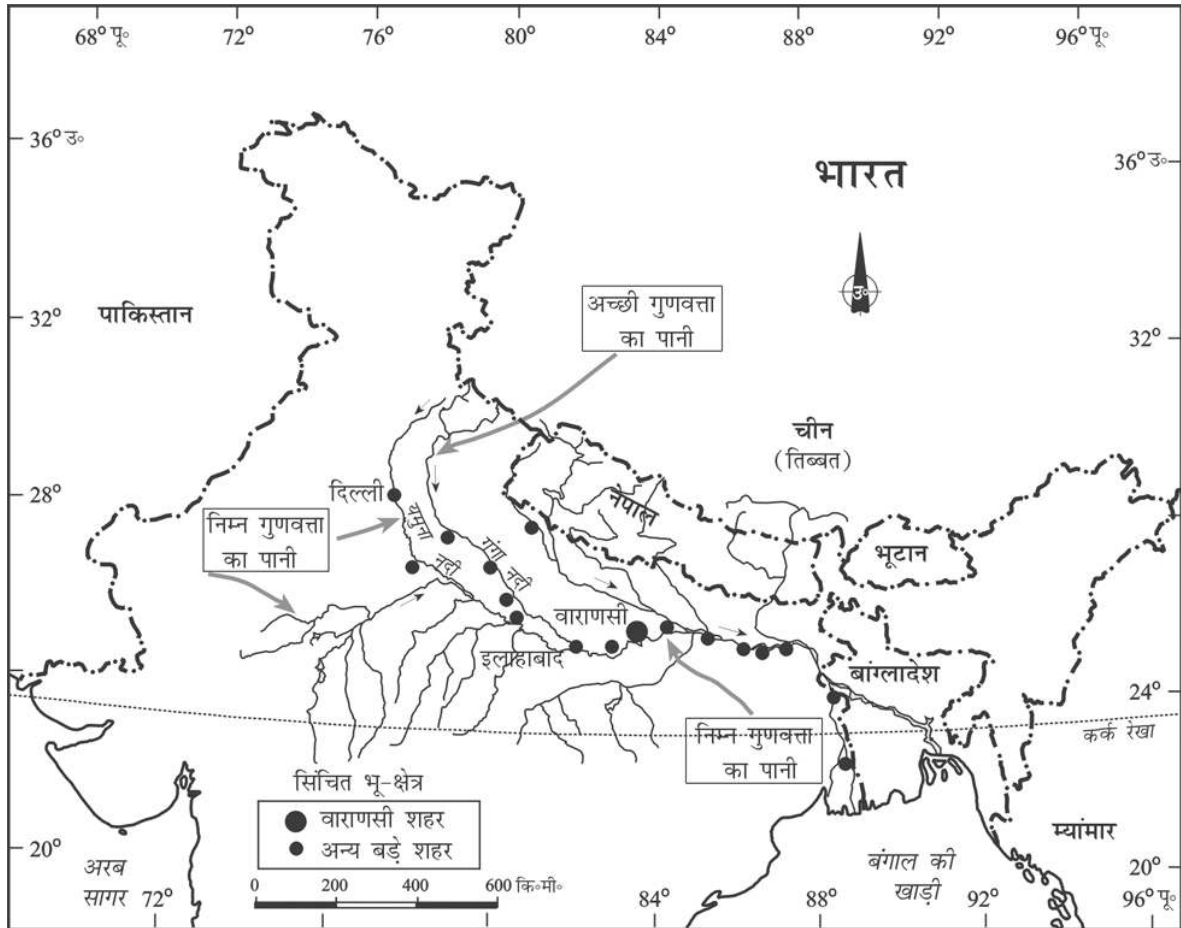 68° पू॰ 72° 76° 80° 84° 88° 92° 96° पू॰
36° उ॰
36° उ॰
भारत
उ॰
पाकिस्तान
32°
32°
अच्छी गुणवत्ता
का पानी
चीन
(तिब्बत)
28°
दिल्ली
नेपाल
निम्न गुणवत्ता
का पानी
यमुना
नदी
गंगा
नदी
भूटान
वाराणसी
इलाहाबाद
बांग्लादेश
24°
कर्क रेखा
निम्न गुणवत्ता
का पानी
सिंचित भू-क्षेत्र
वाराणसी शहर
अन्य बड़े शहर
0 200 400 600 कि॰मी॰
म्यांमार
20°
20°
अरब
सागर
बंगाल की
खाड़ी
72° 84° 88° 92° 96° पू॰